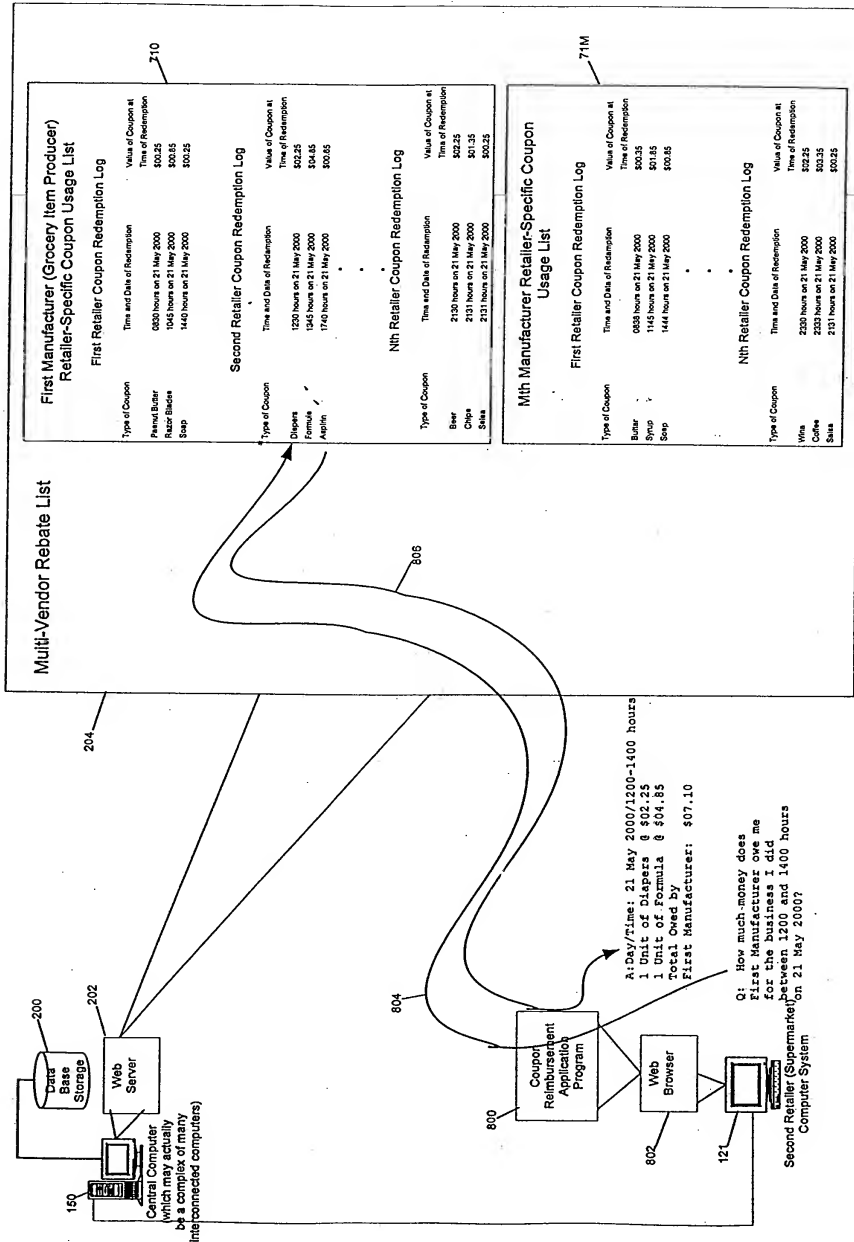 Multi-Vendor Rebate List
First Manufacturer (Grocery Item Producer)
Retailer-Specific Coupon Usage List
First Retailer Coupon Redemption Log
Type of Coupon Time and Date of Redemption Value of Coupon at
Time of Redemption
Peanut Butter 0830 hours on 21 May 2000 $00.25
Razor Blades 1045 hours on 21 May 2000 $00.85
Soap 1440 hours on 21 May 2000 $00.25
Second Retailer Coupon Redemption Log
Type of Coupon Time and Date of Redemption Value of Coupon at
Time of Redemption
Diapers 1230 hours on 21 May 2000 $02.25
Formula 1345 hours on 21 May 2000 $04.85
Aspirin 1740 hours on 21 May 2000 $00.85
Nth Retailer Coupon Redemption Log
Type of Coupon Time and Date of Redemption Value of Coupon at
Time of Redemption
Beer 2130 hours on 21 May 2000 $02.25
Chips 2131 hours on 21 May 2000 $01.35
Salsa 2131 hours on 21 May 2000 $00.25
710
Mth Manufacturer Retailer-Specific Coupon
Usage List
First Retailer Coupon Redemption Log
Type of Coupon Time and Date of Redemption Value of Coupon at
Time of Redemption
Butter 0838 hours on 21 May 2000 $00.35
Syrup 1145 hours on 21 May 2000 $01.85
Soap 1444 hours on 21 May 2000 $00.85
Nth Retailer Coupon Redemption Log
Type of Coupon Time and Date of Redemption Value of Coupon at
Time of Redemption
Wine 2330 hours on 21 May 2000 $02.25
Coffee 2333 hours on 21 May 2000 $03.35
Salsa 2131 hours on 21 May 2000 $00.25
71M
204
806
804
200
Data
Base
Storage
202
Web
Server
150
Central Computer
(which may actually
be a complex of many
interconnected computers)
800
Coupon
Reimbursement
Application
Program
802
Web
Browser
121
Second Retailer (Supermarket)
Computer System
A:Day/Time: 21 May 2000/1200-1400 hours
1 Unit of Diapers @ $02.25
1 Unit of Formula @ $04.85
Total Owed by
First Manufacturer: $07.10
Q: How much money does
First Manufacturer owe me
for the business I did
between 1200 and 1400 hours
on 21 May 2000?